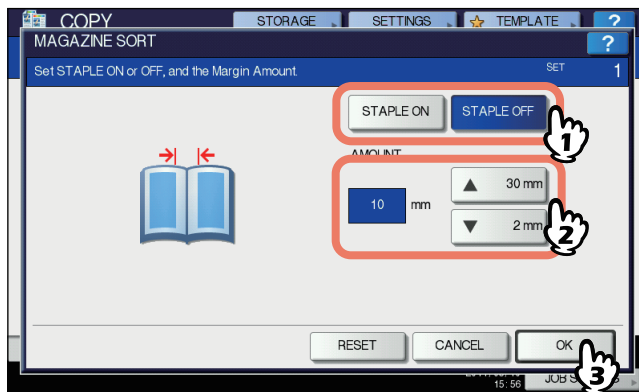 COPY
STORAGE
SETTINGS
TEMPLATE
?
MAGAZINE SORT
?
Set STAPLE ON or OFF, and the Margin Amount.
SET 1
STAPLE ON
STAPLE OFF
1
AMOUNT
10 mm
30 mm
2 mm
2
RESET
CANCEL
OK
3
15:56